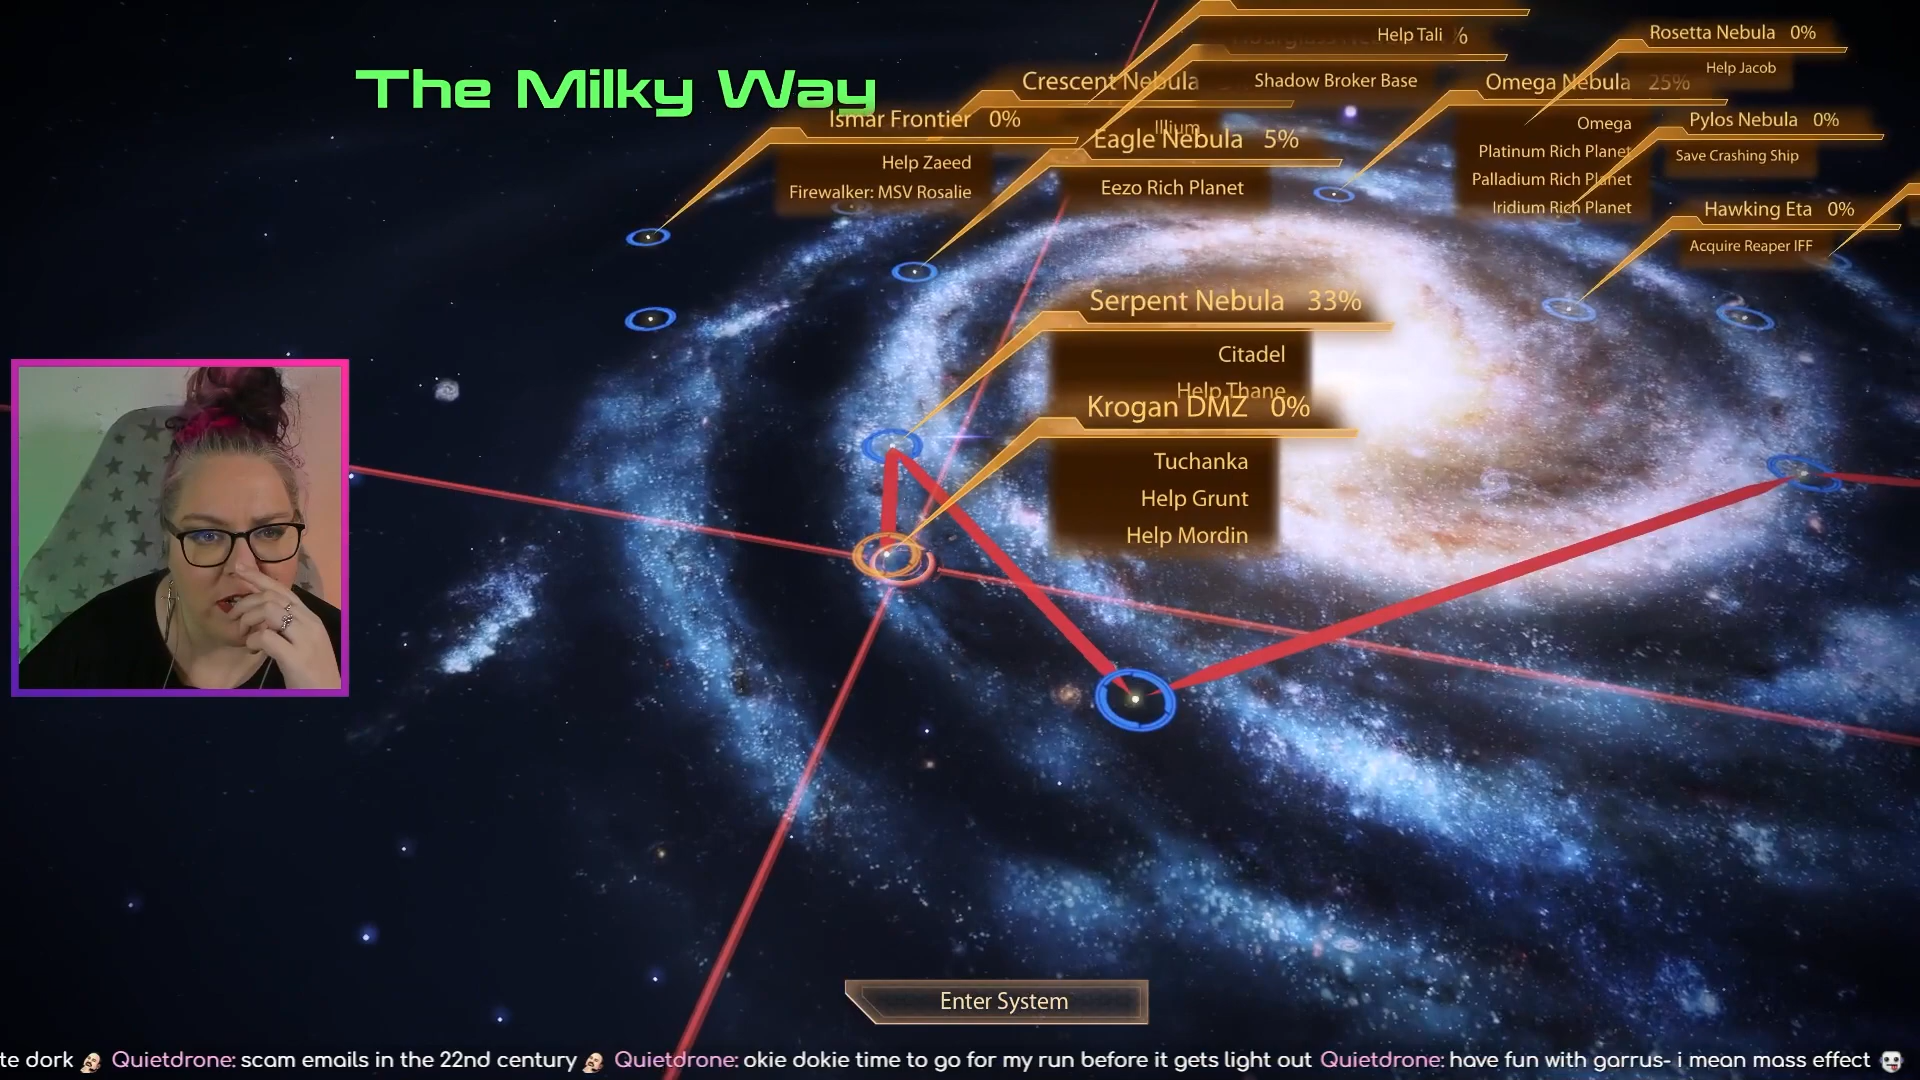 The Milky Way
Help Tali %
Shadow Broker Base
Rosetta Nebula 0%
Help Jacob
Crescent Nebula
Illium
Omega Nebula 25%
Omega
Platinum Rich Planet
Palladium Rich Planet
Iridium Rich Planet
Pylos Nebula 0%
Save Crashing Ship
Ismar Frontier 0%
Help Zaeed
Firewalker: MSV Rosalie
Eagle Nebula 5%
Eezo Rich Planet
Hawking Eta 0%
Acquire Reaper IFF
Serpent Nebula 33%
Citadel
Help Thane
Krogan DMZ 0%
Tuchanka
Help Grunt
Help Mordin
Enter System
te dork Quietdrone: scam emails in the 22nd century Quietdrone: okie dokie time to go for my run before it gets light out Quietdrone: have fun with garrus- i mean mass effect